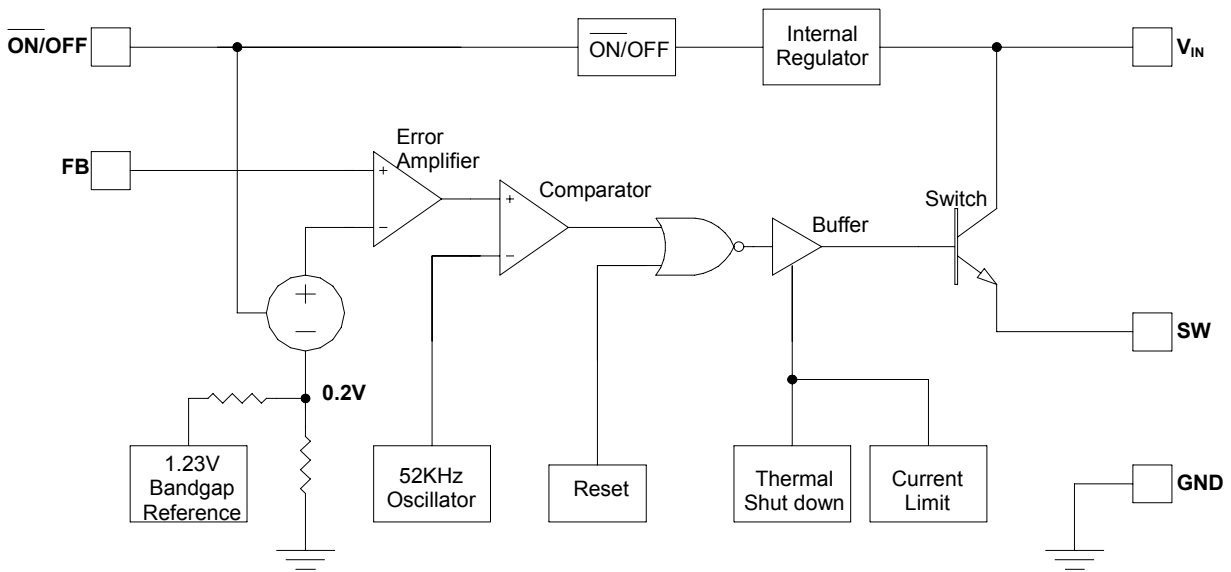 ON/OFF
ON/OFF
Internal
Regulator
VIN
Error
Amplifier
FB
+
−
Comparator
+
−
Buffer
Switch
+
−
SW
0.2V
1.23V
Bandgap
Reference
52KHz
Oscillator
Reset
Thermal
Shut down
Current
Limit
GND